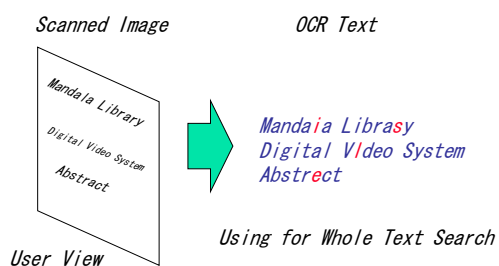 Scanned Image
OCR Text
Mandala Library
Digital Video System
Abstract
Mandaia Librasy
Digital VIdeo System
Abstrect
Using for Whole Text Search
User View